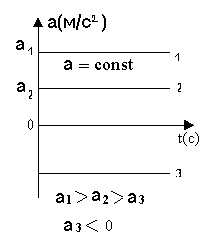 a(м/с²)
a₁
1
a = const
a₂
2
0
t(c)
3
a₁ > a₂ > a₃
a₃ < 0